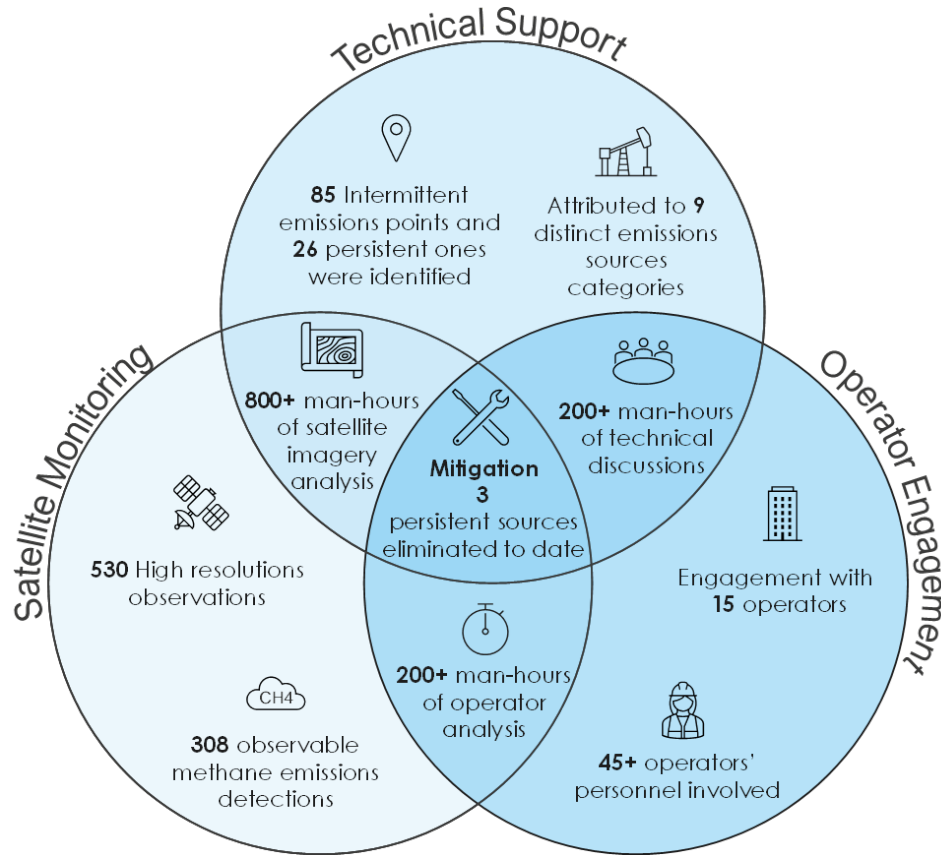 Technical Support
85 Intermittent
emissions points and
26 persistent ones
were identified
Attributed to 9
distinct emissions
sources
categories
Satellite Monitoring
Operator Engagement
800+ man-hours
of satellite
imagery
analysis
Mitigation
3
persistent sources
eliminated to date
200+ man-hours
of technical
discussions
530 High resolutions
observations
Engagement with
15 operators
CH4
308 observable
methane emissions
detections
200+ man-hours
of operator
analysis
45+ operators'
personnel involved